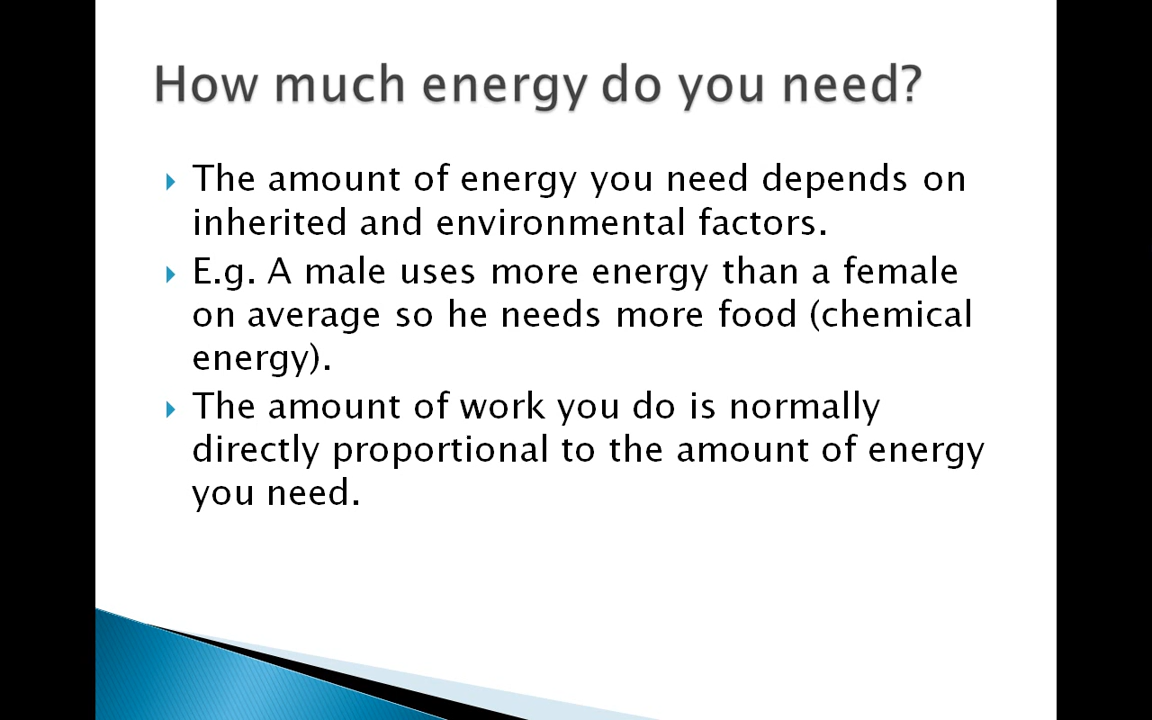 How much energy do you need?
The amount of energy you need depends on
inherited and environmental factors.
E.g. A male uses more energy than a female
on average so he needs more food (chemical
energy).
The amount of work you do is normally
directly proportional to the amount of energy
you need.